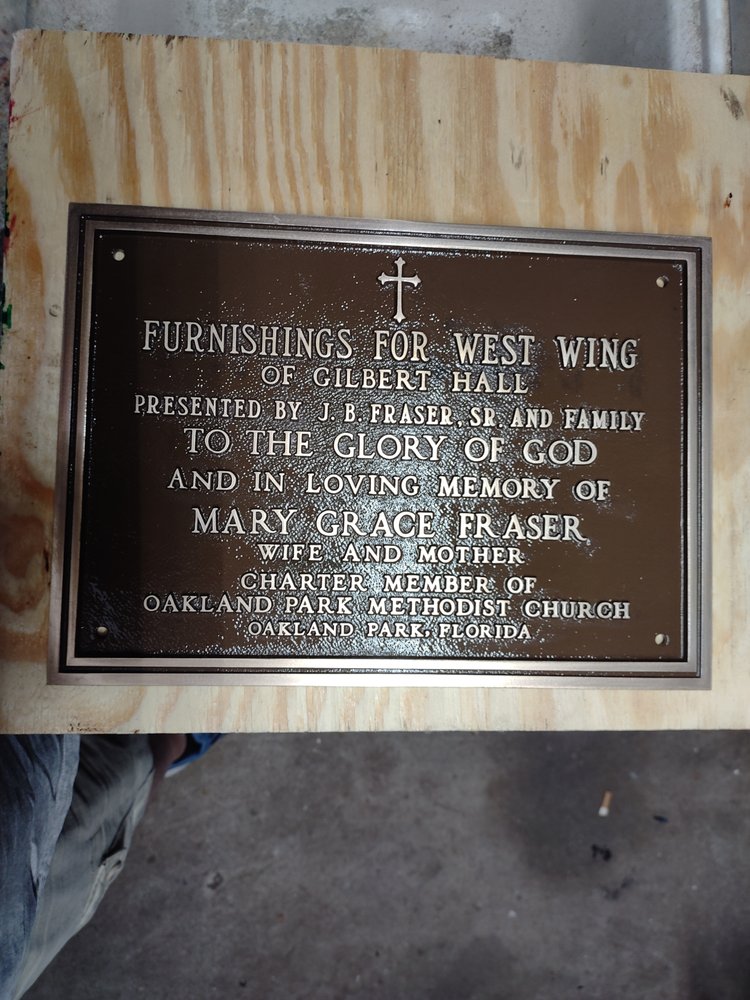 FURNISHINGS FOR WEST WING
OF GILBERT HALL
PRESENTED BY J. B. FRASER, SR. AND FAMILY
TO THE GLORY OF GOD
AND IN LOVING MEMORY OF
MARY GRACE FRASER
WIFE AND MOTHER
CHARTER MEMBER OF
OAKLAND PARK METHODIST CHURCH
OAKLAND PARK, FLORIDA